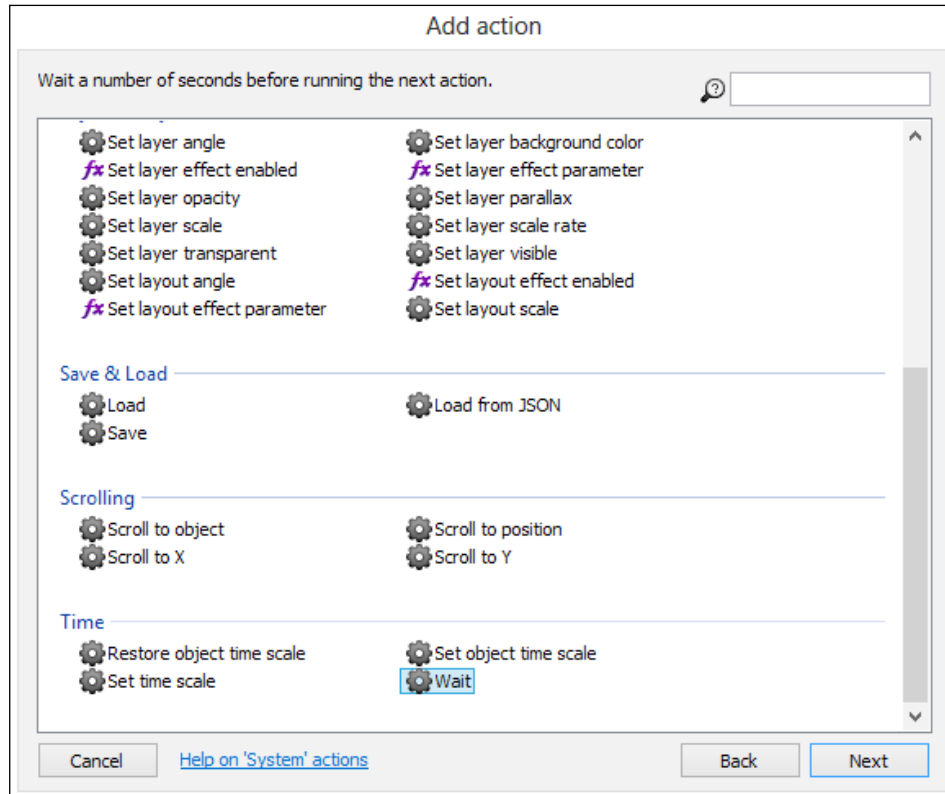 Add action
Wait a number of seconds before running the next action.
Set layer angle Set layer background color
fx Set layer effect enabled fx Set layer effect parameter
Set layer opacity Set layer parallax
Set layer scale Set layer scale rate
Set layer transparent Set layer visible
Set layout angle fx Set layout effect enabled
fx Set layout effect parameter Set layout scale
Save & Load
Load Load from JSON
Save
Scrolling
Scroll to object Scroll to position
Scroll to X Scroll to Y
Time
Restore object time scale Set object time scale
Set time scale Wait
Cancel Help on 'System' actions Back Next